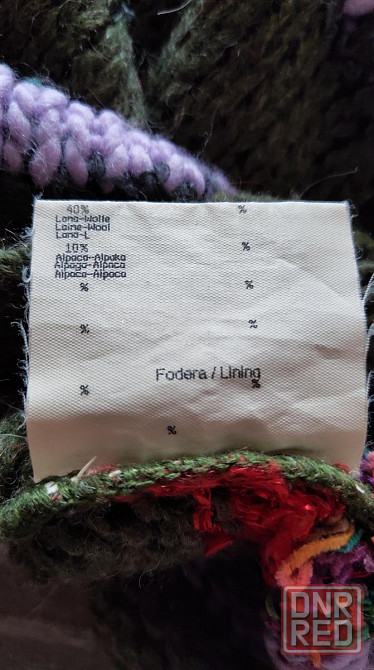 40%
Lana-Wolle
Laine-Wool
Lana-L
10%
Alpaca-Alpaka
Alpaga-Alpaca
Alpaca-Alpaca
%
%
%
%
%
%
%
Fodera / Lining
%
%
DNR
RED